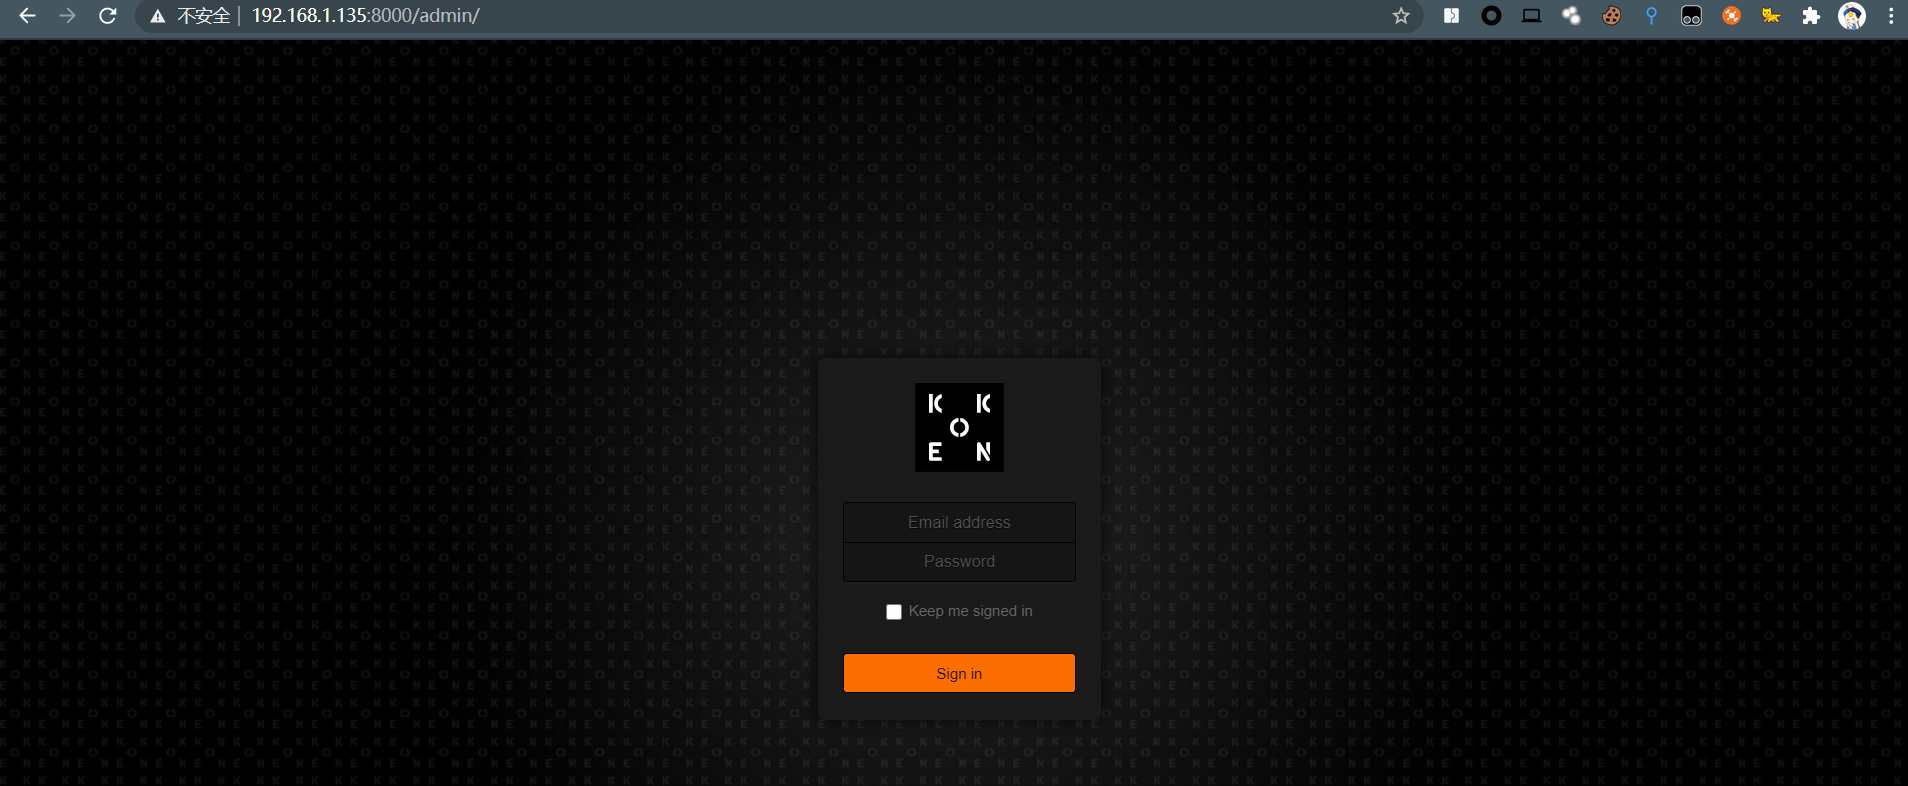 不安全 | 192.168.1.135:8000/admin/
K K
O
E N
Email address
Password
Keep me signed in
Sign in